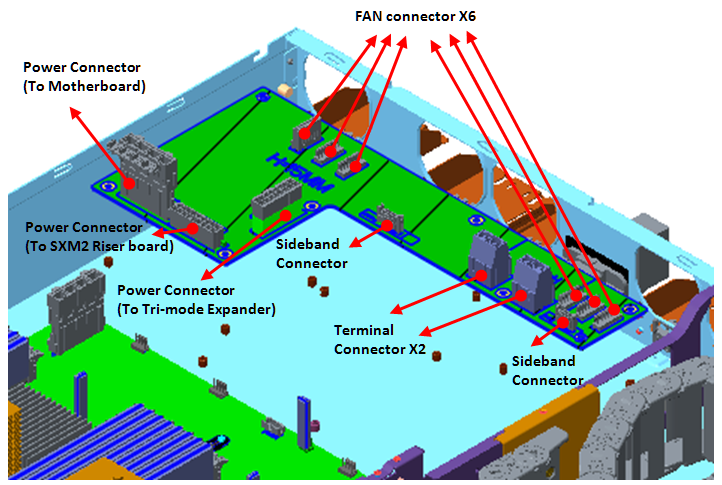 FAN connector X6
Power Connector
(To Motherboard)
H=15MM
Power Connector
(To SXM2 Riser board)
Sideband
Connector
Power Connector
(To Tri-mode Expander)
Terminal
Connector X2
Sideband
Connector